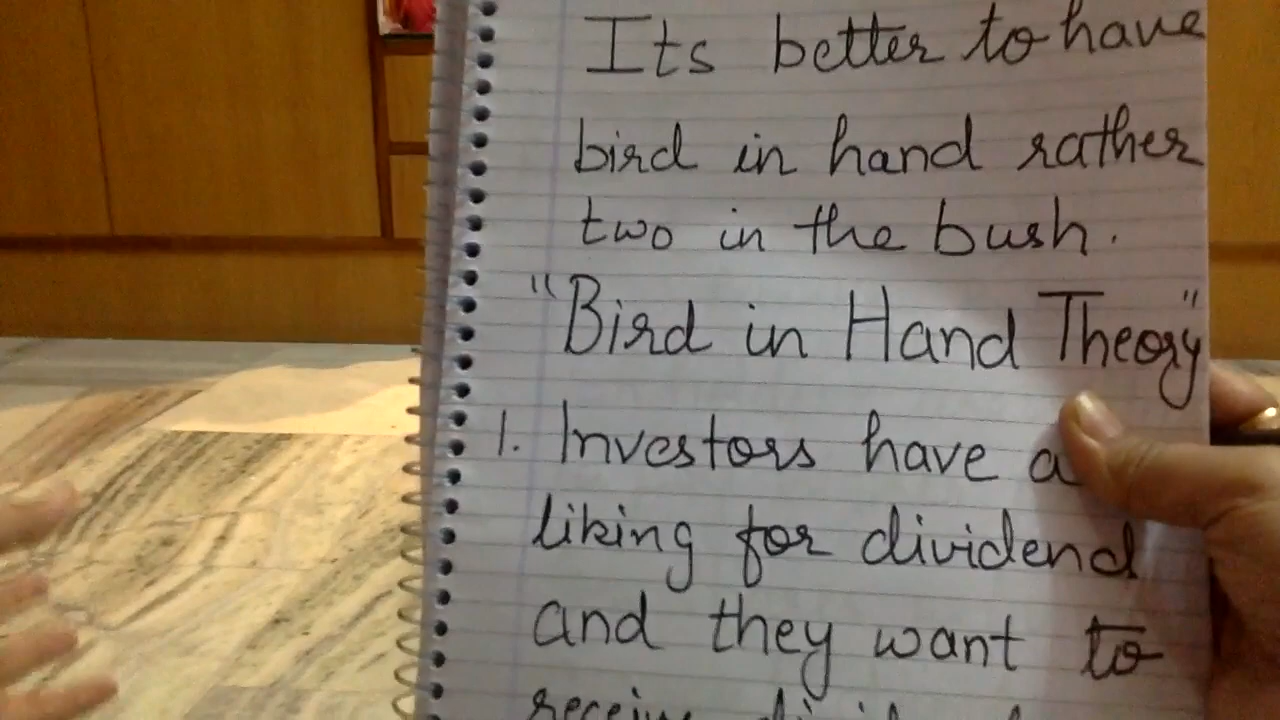 Its better to have
bird in hand rather
two in the bush.
"Bird in Hand Theory"
1. Investors have a
liking for dividend
and they want to